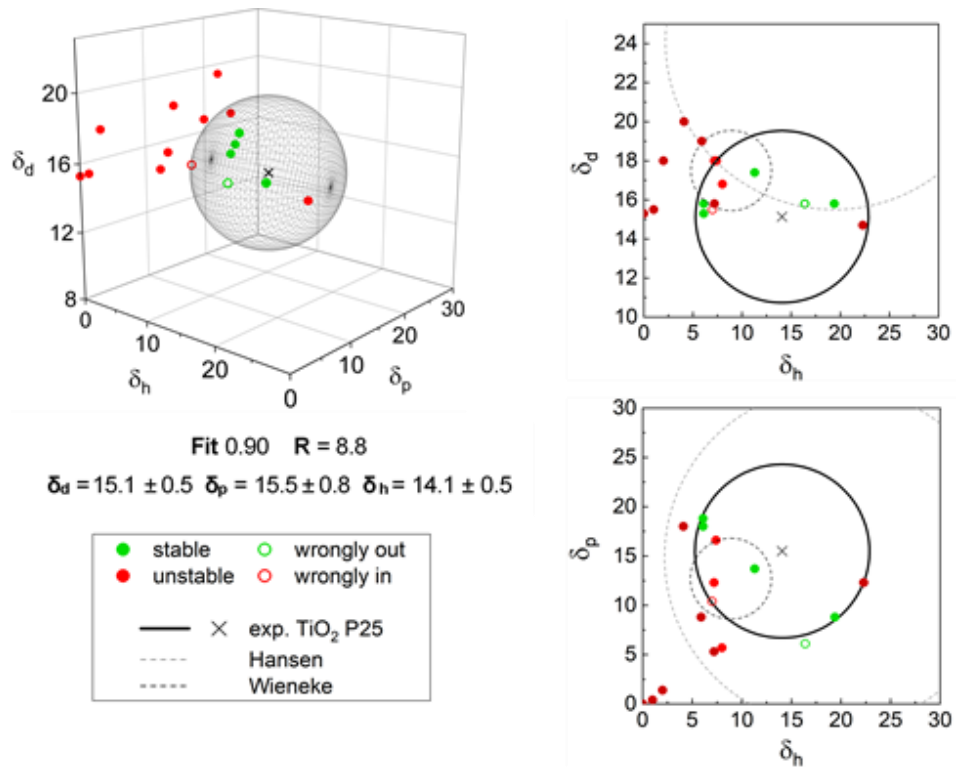 20
16
12
8
δd
0
10
20
δh
0
10
20
30
δp
24
22
20
18
16
14
12
10
δd
0 5 10 15 20 25 30
δh
Fit 0.90 R = 8.8
δd = 15.1 ± 0.5 δp = 15.5 ± 0.8 δh = 14.1 ± 0.5
stable wrongly out
unstable wrongly in
exp. TiO2 P25
Hansen
Wieneke
30
25
20
15
10
5
0
δp
0 5 10 15 20 25 30
δh